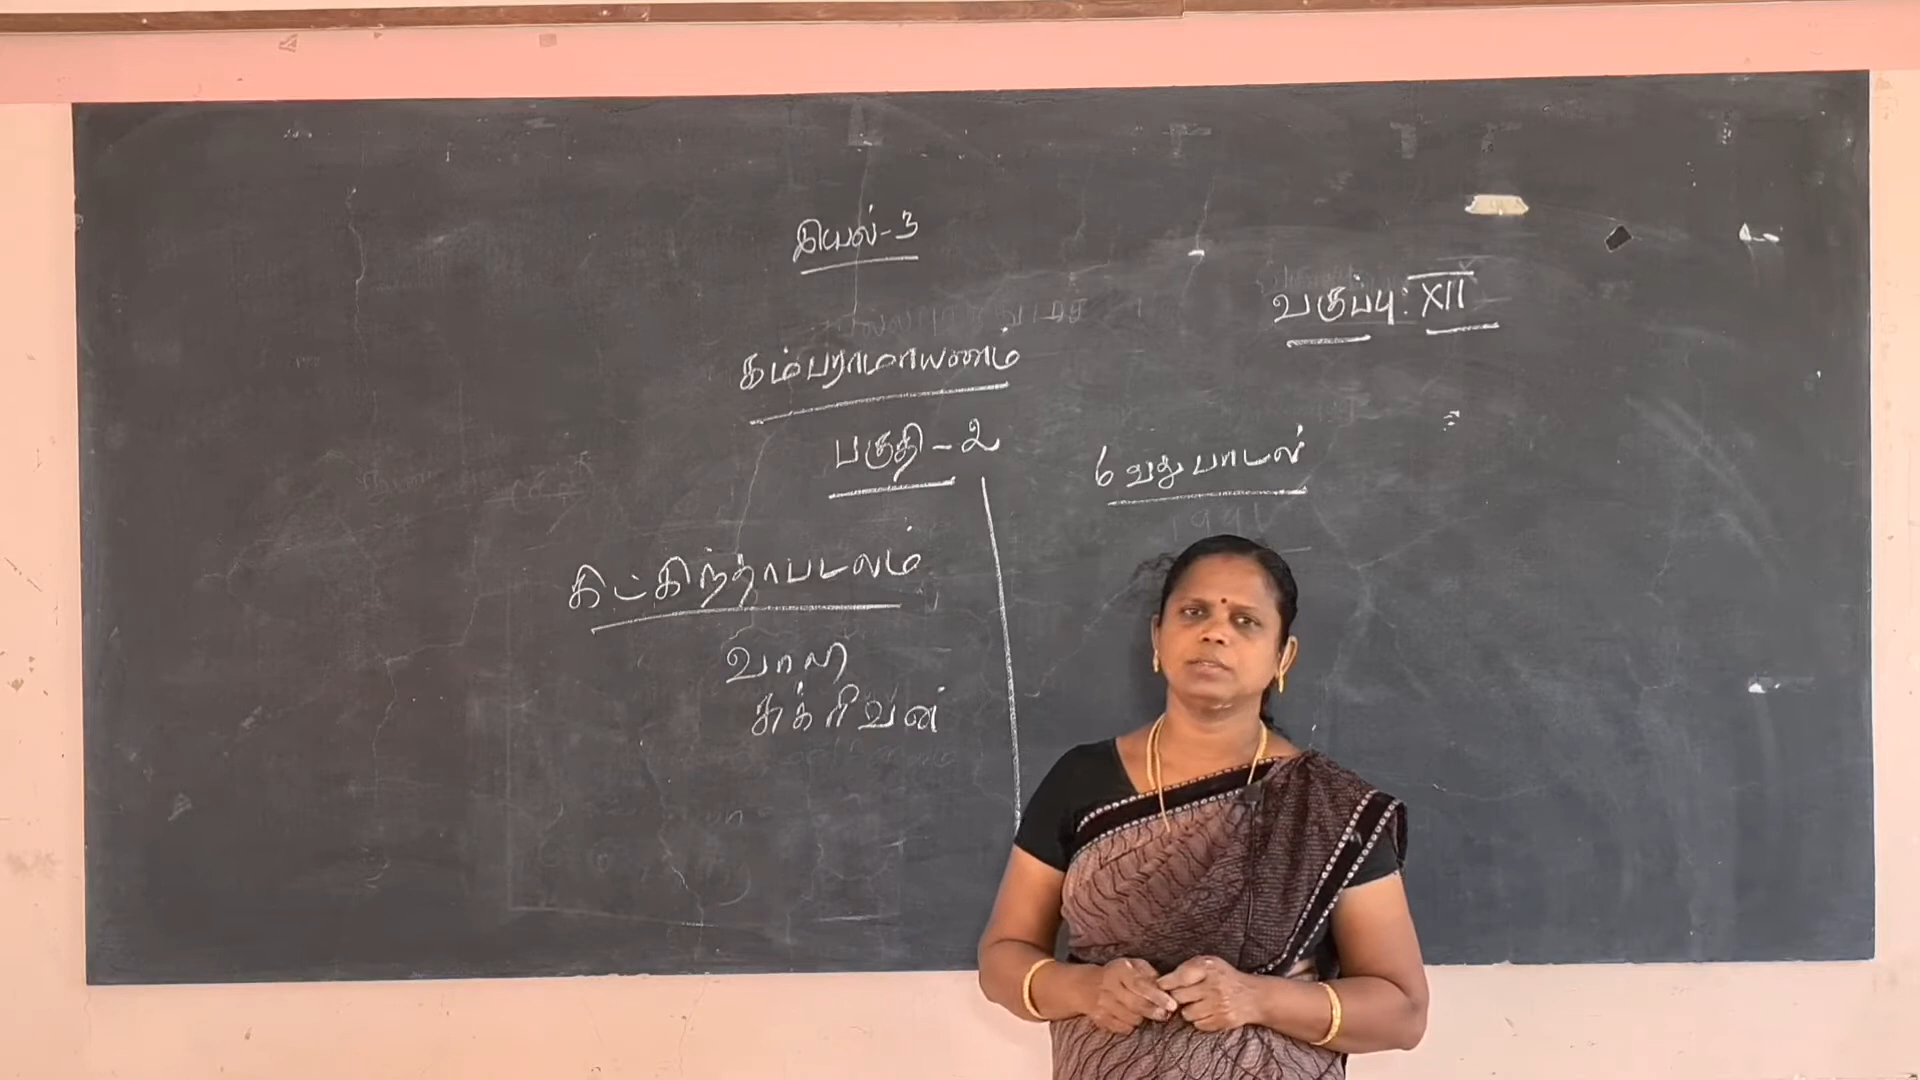 இயல்-3
வகுப்பு: XII
கம்பராமாயணம்
பகுதி-2
6 வது பாடல்
கிட்கிந்தாபடலம்
வாலி
சுக்ரிவன்